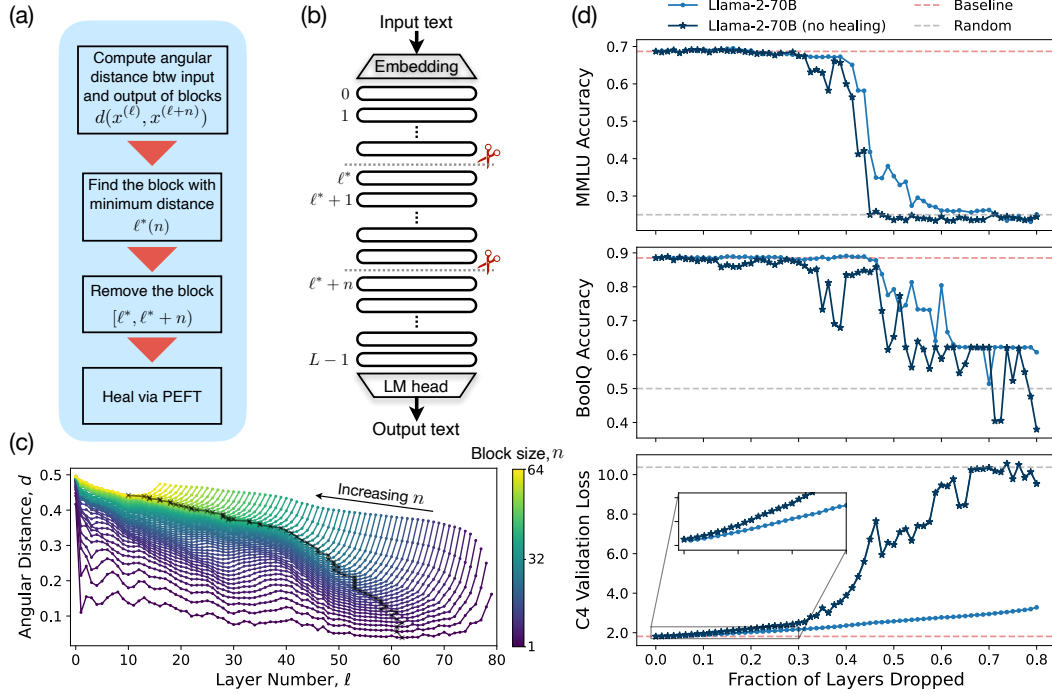 (a)
Compute angular
distance btw input
and output of blocks
d(x^(ℓ), x^(ℓ+n))
Find the block with
minimum distance
ℓ*(n)
Remove the block
[ℓ*, ℓ* + n)
Heal via PEFT
(b)
Input text
Embedding
0
1
⋮
ℓ*
ℓ* + 1
⋮
ℓ* + n
⋮
L − 1
LM head
Output text
(c)
Block size, n
64
32
1
Increasing n
Angular Distance, d
0.5
0.4
0.3
0.2
0.1
0 10 20 30 40 50 60 70 80
Layer Number, ℓ
(d)
Llama-2-70B
Llama-2-70B (no healing)
Baseline
Random
MMLU Accuracy
0.7
0.6
0.5
0.4
0.3
BoolQ Accuracy
0.9
0.8
0.7
0.6
0.5
0.4
C4 Validation Loss
10.0
8.0
6.0
4.0
2.0
0.0 0.1 0.2 0.3 0.4 0.5 0.6 0.7 0.8
Fraction of Layers Dropped